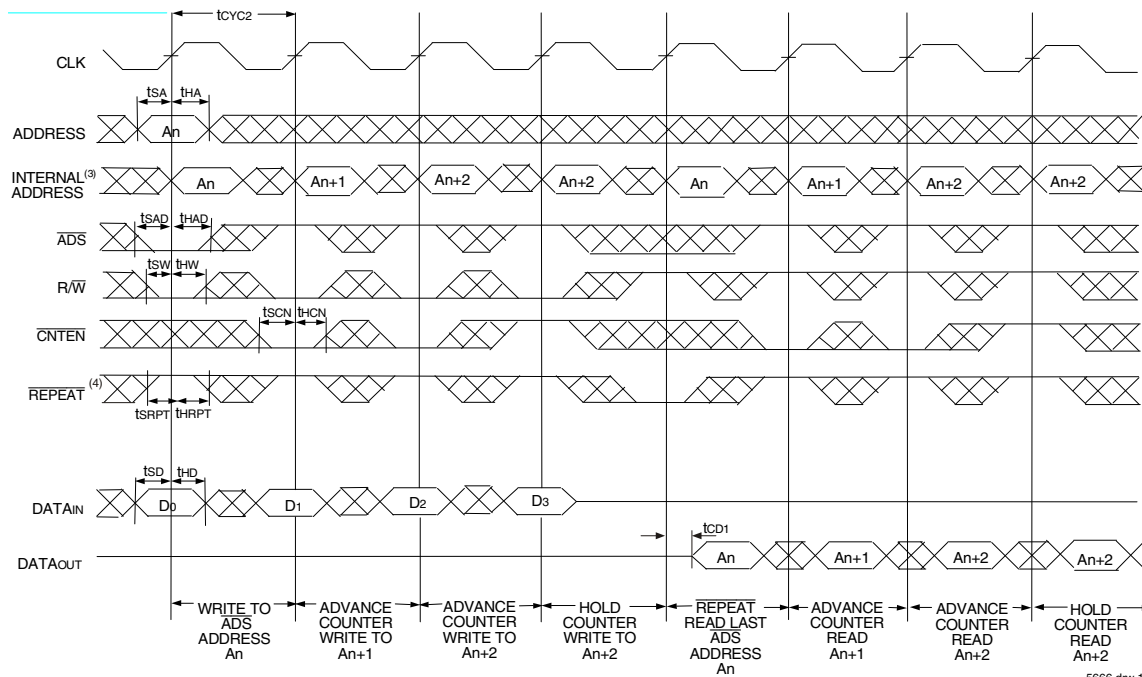 tCYC2
CLK
tSA tHA
ADDRESS An
INTERNAL(3)
ADDRESS
An An+1 An+2 An+2 An An+1 An+2 An+2
tSAD tHAD
ADS
tSW tHW
R/W
tSCN tHCN
CNTEN
REPEAT (4)
tSRPT tHRPT
tSD tHD
DATAIN D0 D1 D2 D3
tCD1
DATAOUT An An+1 An+2 An+2
WRITE TO
ADS
ADDRESS
An
ADVANCE
COUNTER
WRITE TO
An+1
ADVANCE
COUNTER
WRITE TO
An+2
HOLD
COUNTER
WRITE TO
An+2
REPEAT
READ LAST
ADS
ADDRESS
An
ADVANCE
COUNTER
READ
An+1
ADVANCE
COUNTER
READ
An+2
HOLD
COUNTER
READ
An+2